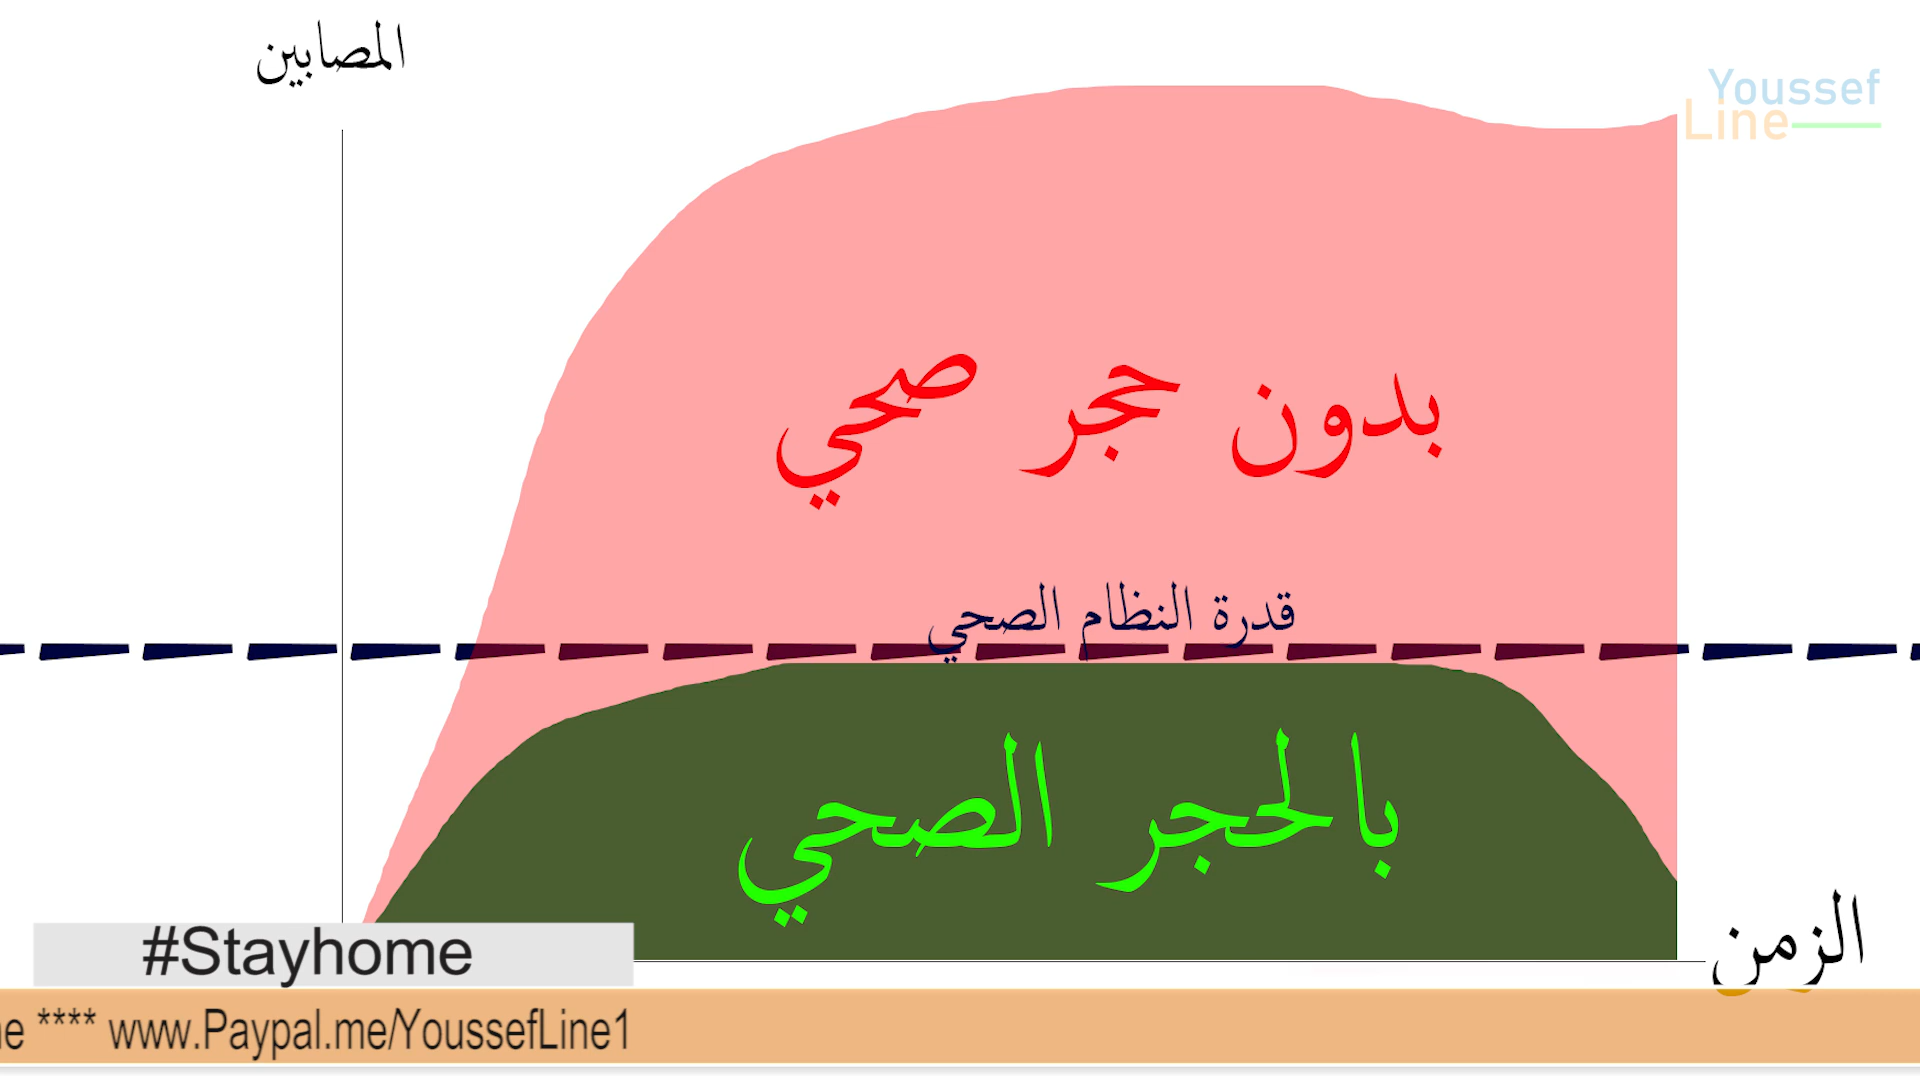 المصابين
Youssef
Line
بدون حجر صحي
قدرة النظام الصحي
بالحجر الصحي
الزمن
#Stayhome
**** www.Paypal.me/YoussefLine1